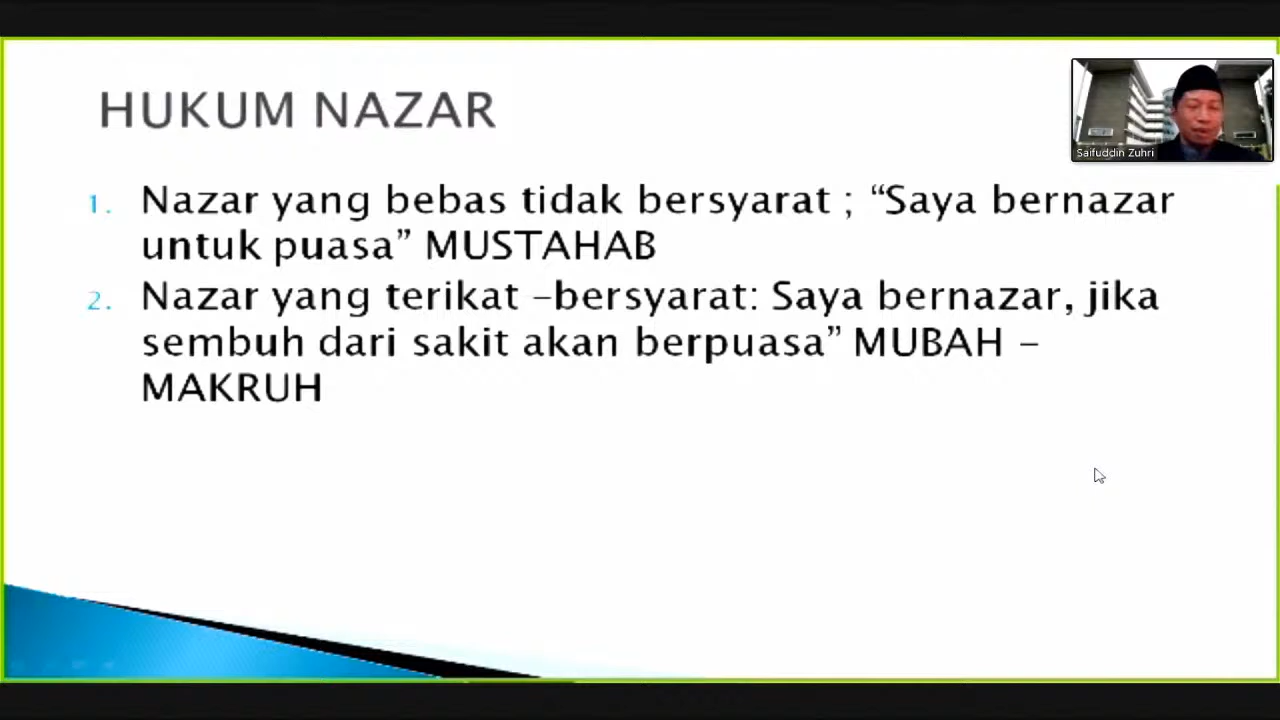 HUKUM NAZAR
Saifuddin Zuhri
1. Nazar yang bebas tidak bersyarat ; “Saya bernazar
untuk puasa” MUSTAHAB
2. Nazar yang terikat –bersyarat: Saya bernazar, jika
sembuh dari sakit akan berpuasa” MUBAH –
MAKRUH